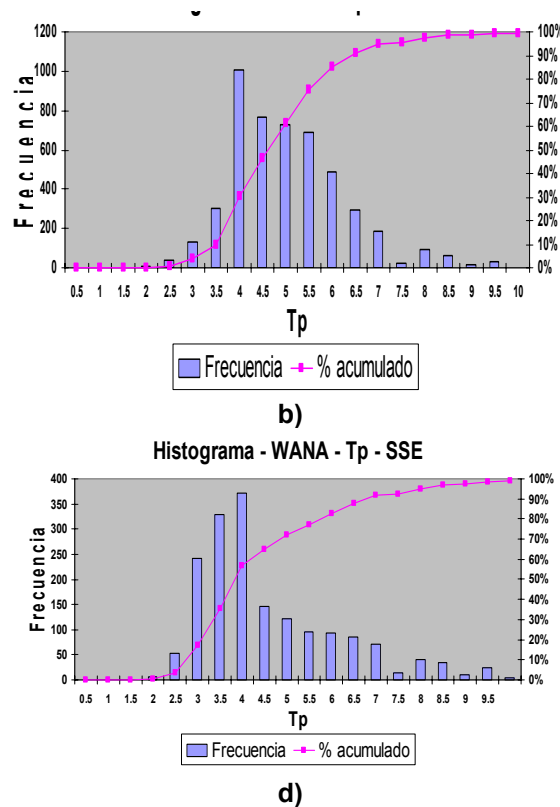 1200 100%
90%
1000
80%
70%
800
60%
600 50%
40%
400
30%
20%
200
10%
0 0%
Frecuencia
0.5 1 1.5 2 2.5 3 3.5 4 4.5 5 5.5 6 6.5 7 7.5 8 8.5 9 9.5 10
Tp
Frecuencia % acumulado
b)
Histograma - WANA - Tp - SSE
400 100%
90%
350
80%
300
70%
250
60%
200 50%
40%
150
30%
100
20%
50
10%
0 0%
Frecuencia
0.5 1 1.5 2 2.5 3 3.5 4 4.5 5 5.5 6 6.5 7 7.5 8 8.5 9 9.5
Tp
Frecuencia % acumulado
d)